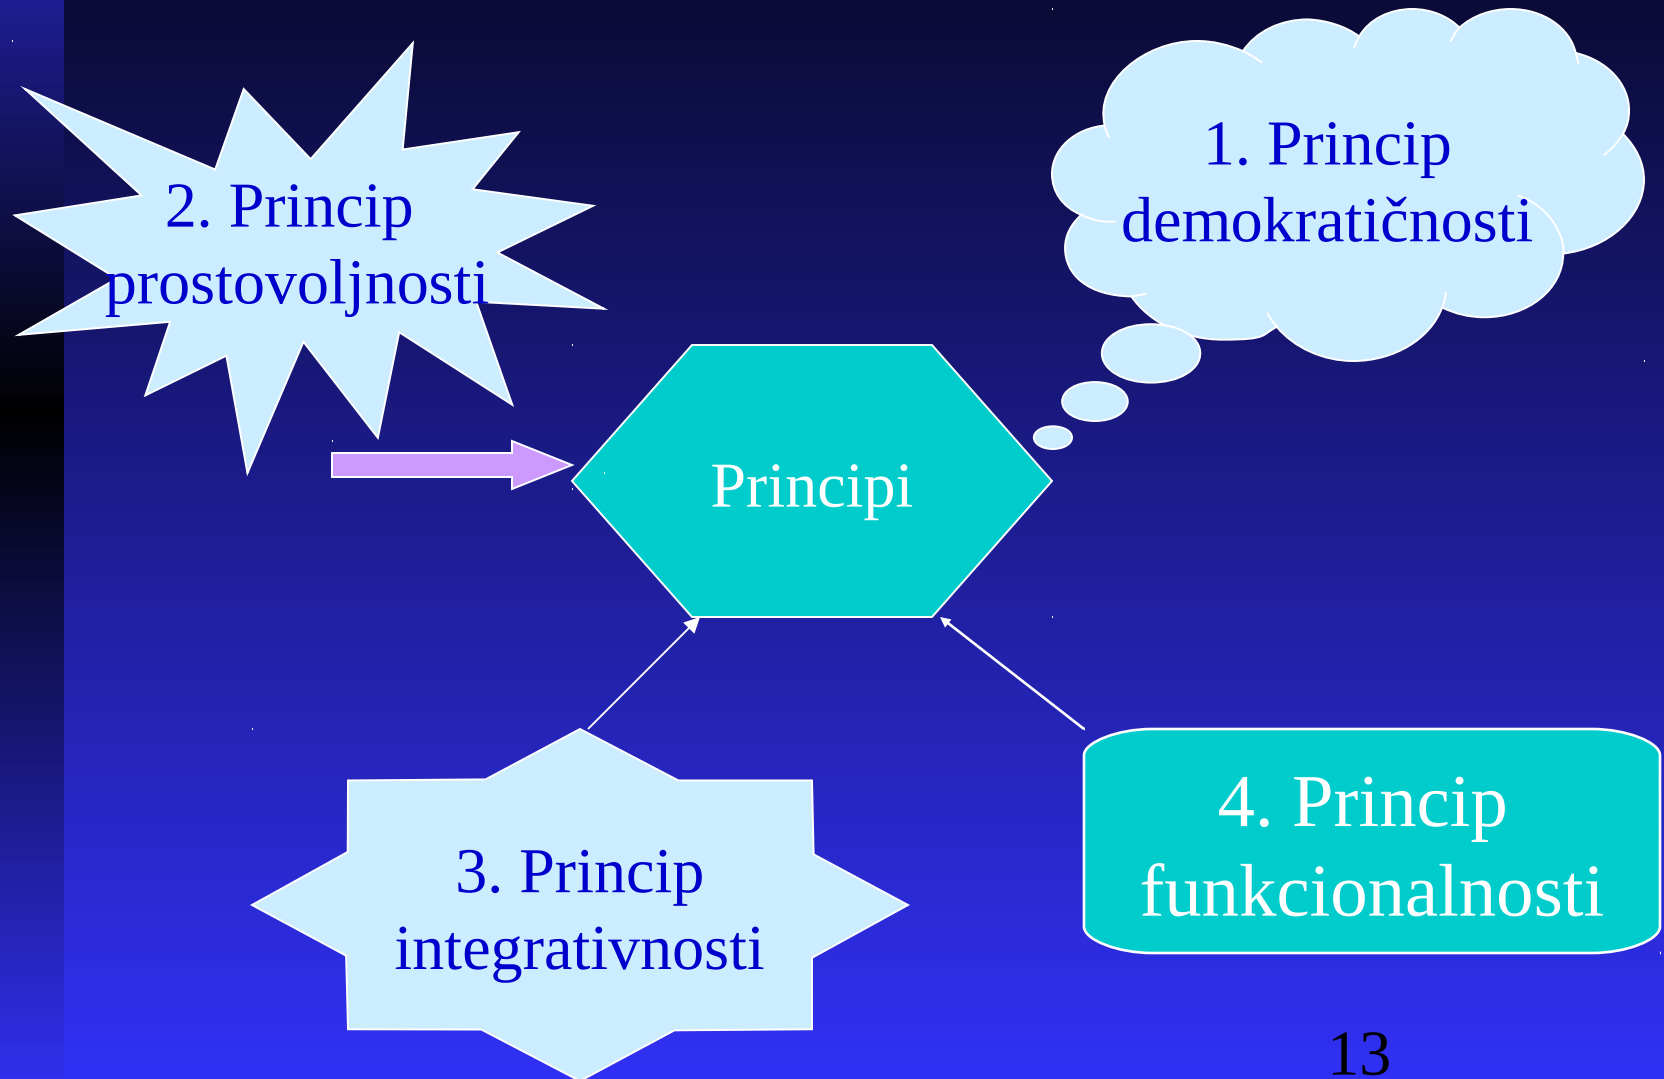 1. Princip
demokratičnosti
2. Princip
prostovoljnosti
Principi
3. Princip
integrativnosti
4. Princip
funkcionalnosti
13